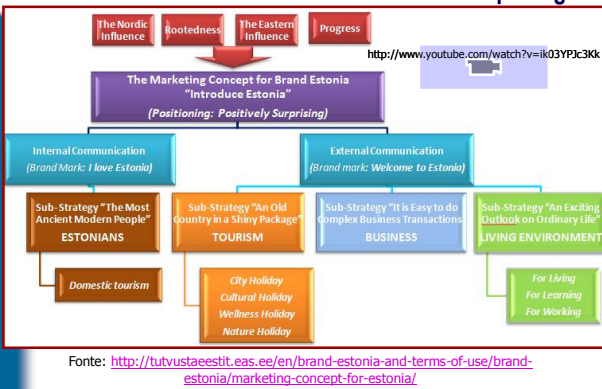 The Nordic
Influence
Rootedness
The Eastern
Influence
Progress
http://www.youtube.com/watch?v=ik03YPJc3Kk
The Marketing Concept for Brand Estonia
“Introduce Estonia”
(Positioning: Positively Surprising)
Internal Communication
(Brand Mark: I love Estonia)
External Communication
(Brand mark: Welcome to Estonia)
Sub-Strategy “The Most
Ancient Modern People”
ESTONIANS
Sub-Strategy “An Old
Country in a Shiny Package”
TOURISM
Sub-Strategy “It is Easy to do
Complex Business Transactions
BUSINESS
Sub-Strategy “An Exciting
Outlook on Ordinary Life”
LIVING ENVIRONMENT
Domestic tourism
City Holiday
Cultural Holiday
Wellness Holiday
Nature Holiday
For Living
For Learning
For Working
Fonte: http://tutvustaeestit.eas.ee/en/brand-estonia-and-terms-of-use/brand-
estonia/marketing-concept-for-estonia/